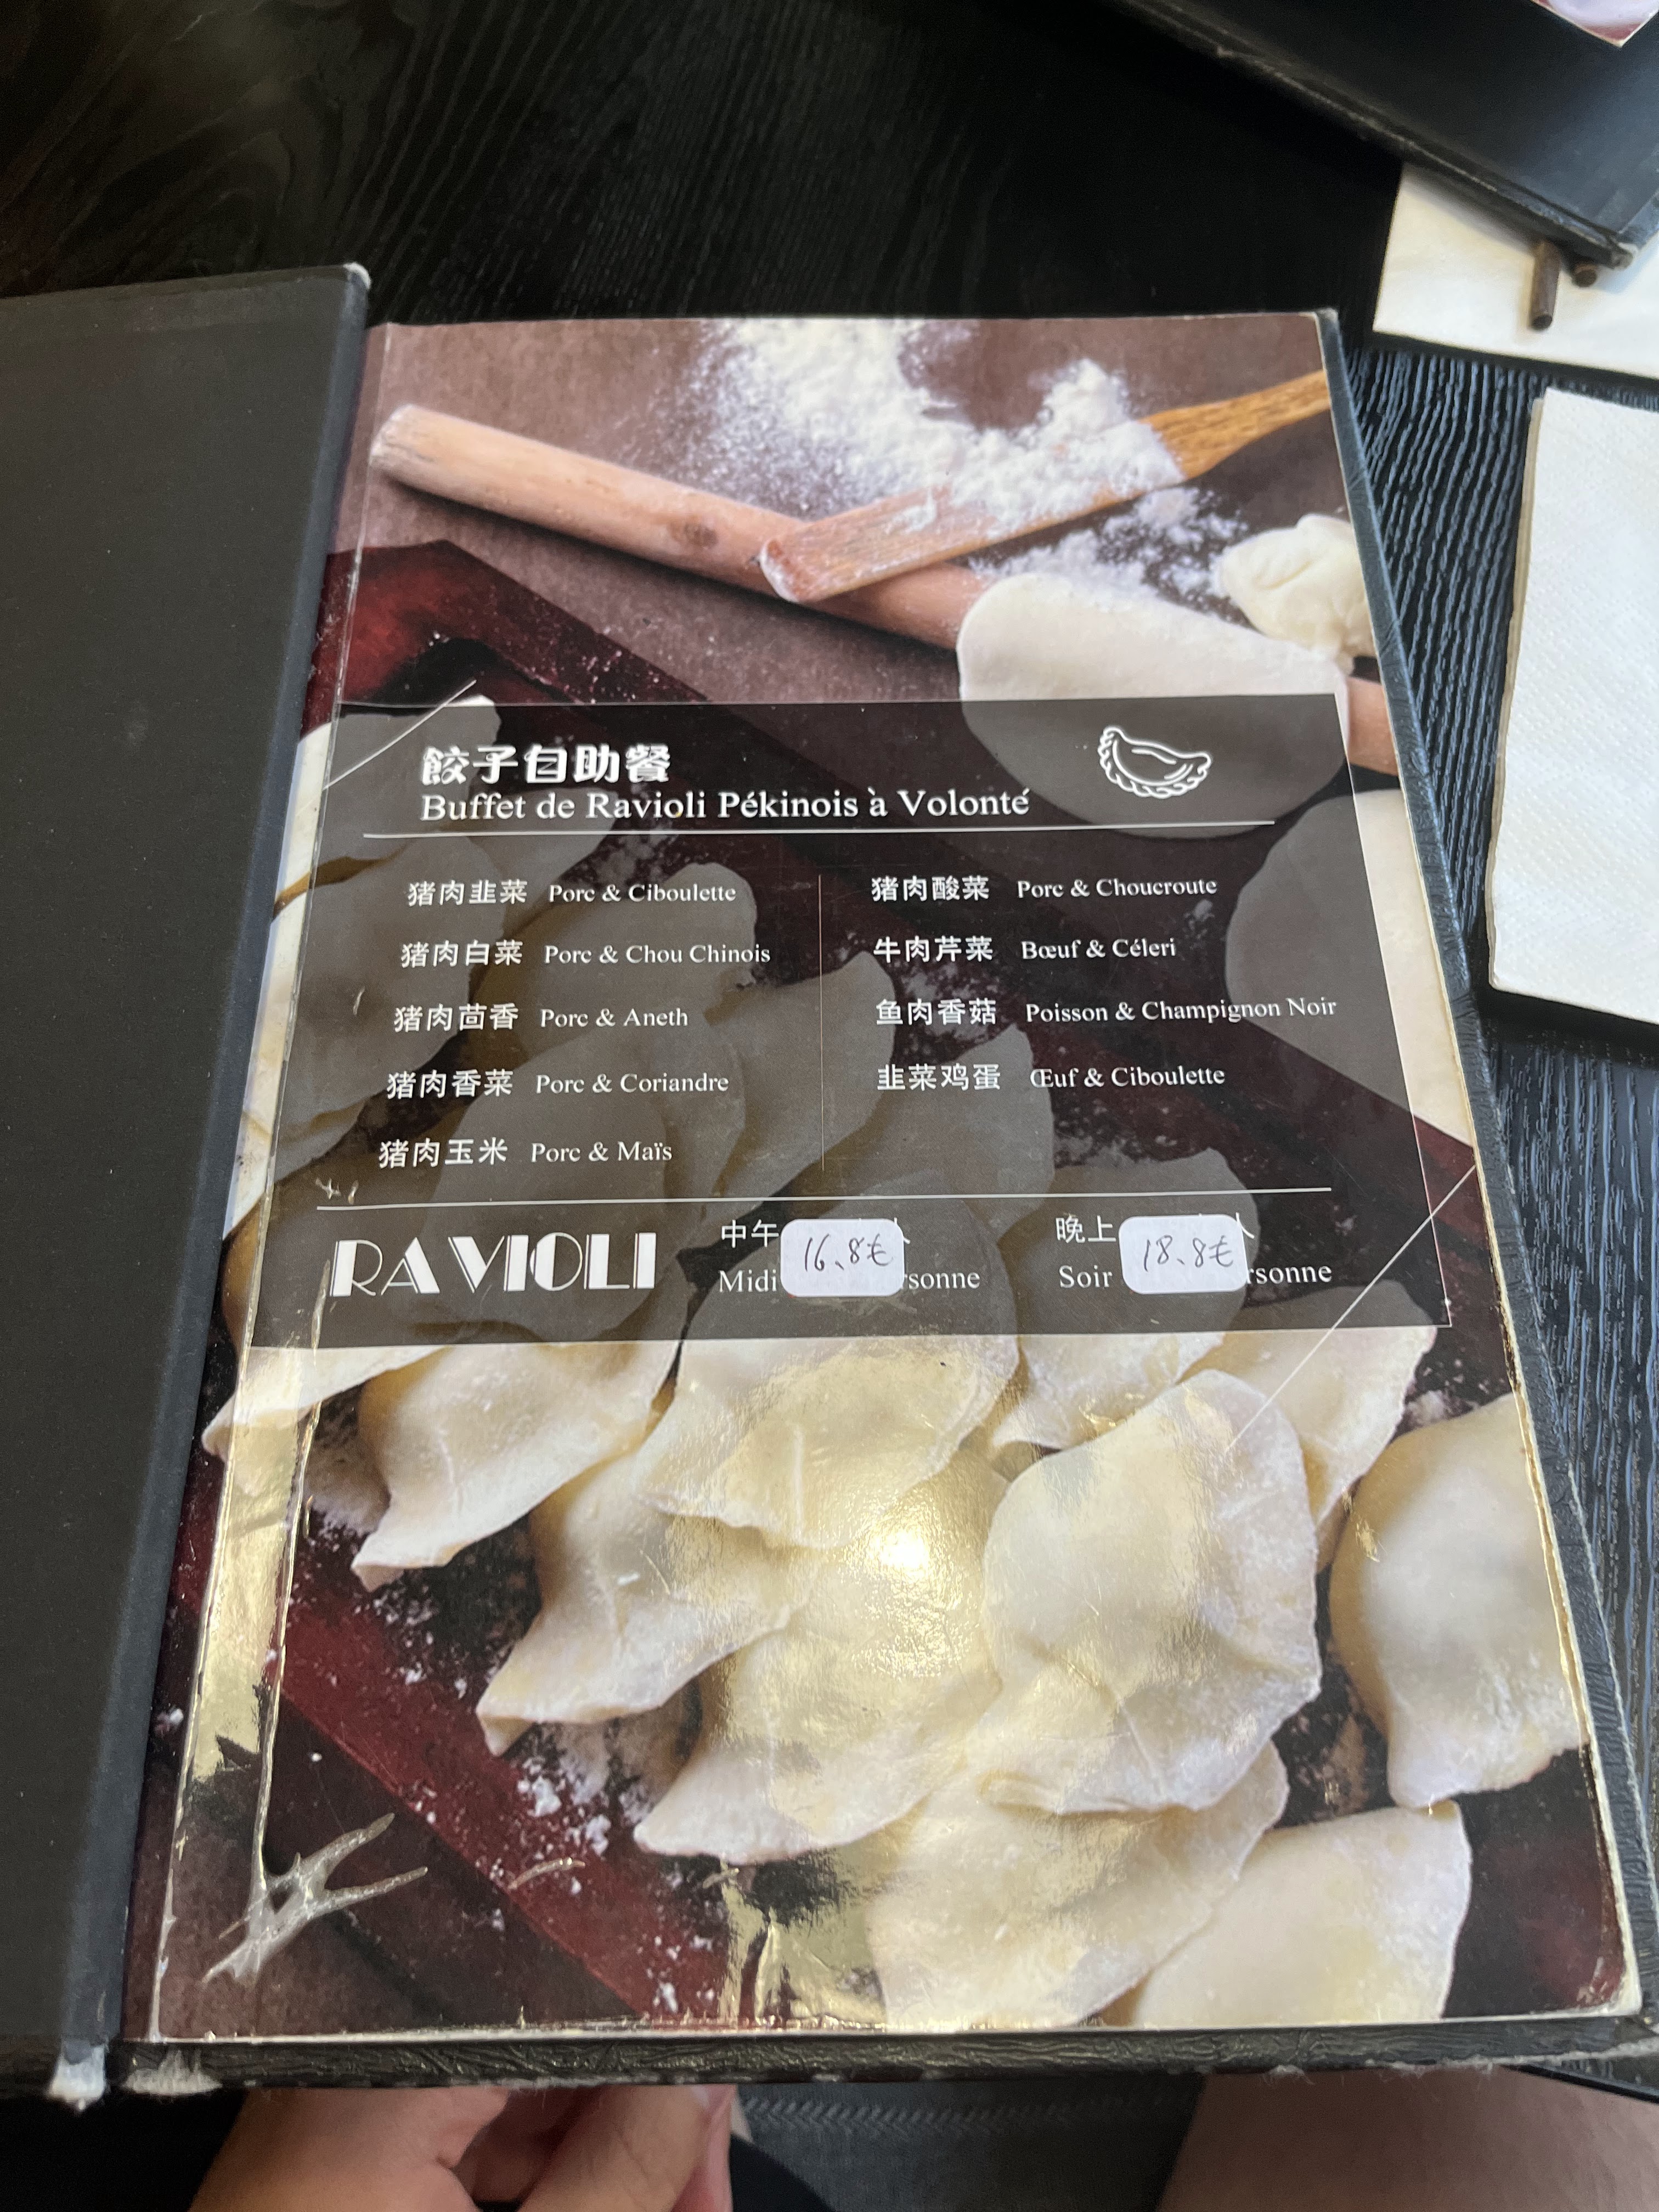 餃子自助餐
Buffet de Ravioli Pékinois à Volonté
猪肉韭菜 Porc & Ciboulette
猪肉白菜 Porc & Chou Chinois
猪肉茴香 Porc & Aneth
猪肉香菜 Porc & Coriandre
猪肉玉米 Porc & Maïs
猪肉酸菜 Porc & Choucroute
牛肉芹菜 Bœuf & Céleri
鱼肉香菇 Poisson & Champignon Noir
韭菜鸡蛋 Œuf & Ciboulette
RAVIOLI
中午
Midi 16,8€ rsonne
晚上
Soir 18,8€ rsonne